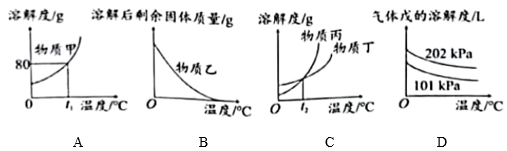 溶解度/g
物质甲
80
0
t₁
温度/℃
A
溶解后剩余固体质量/g
物质乙
O
温度/℃
B
溶解度/g
物质丙
物质丁
O
t₂
温度/℃
C
气体戊的溶解度/L
202 kPa
101 kPa
O
温度/℃
D